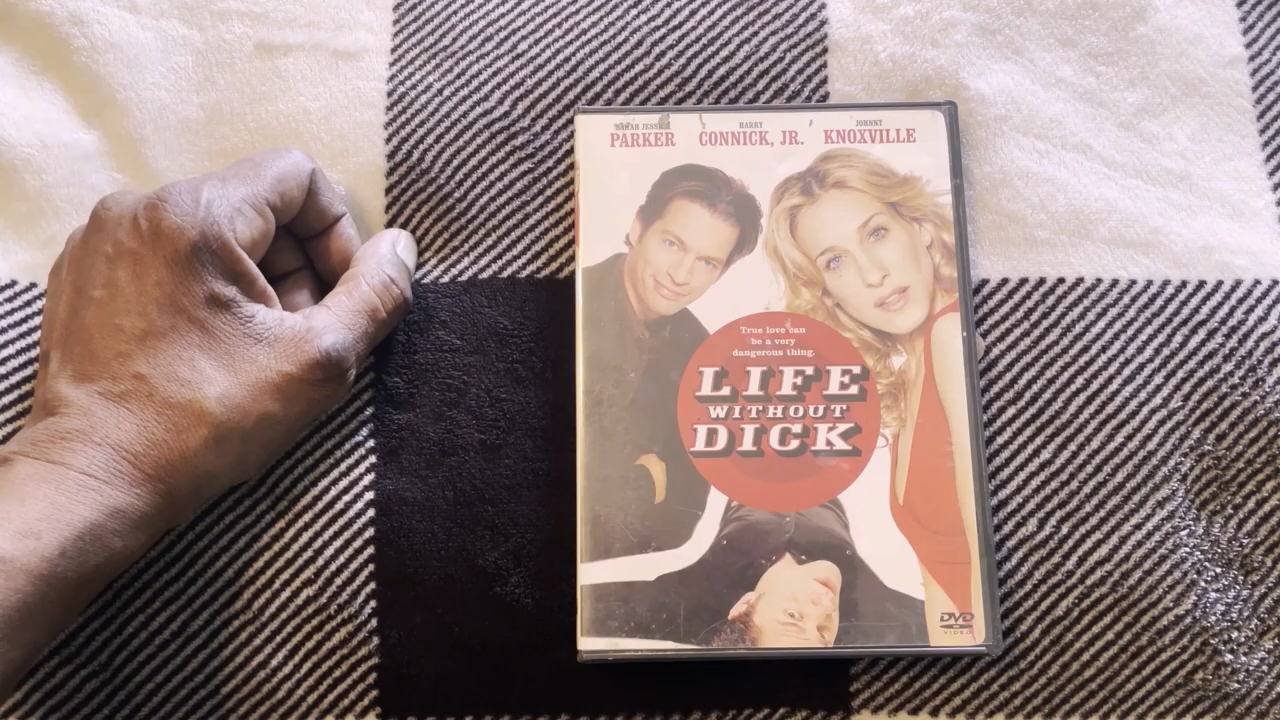 SARAH JESSICA HARRY JOHNNY
PARKER CONNICK, JR. KNOXVILLE
True love can
be a very
dangerous thing.
LIFE
WITHOUT
DICK
DVD
VIDEO